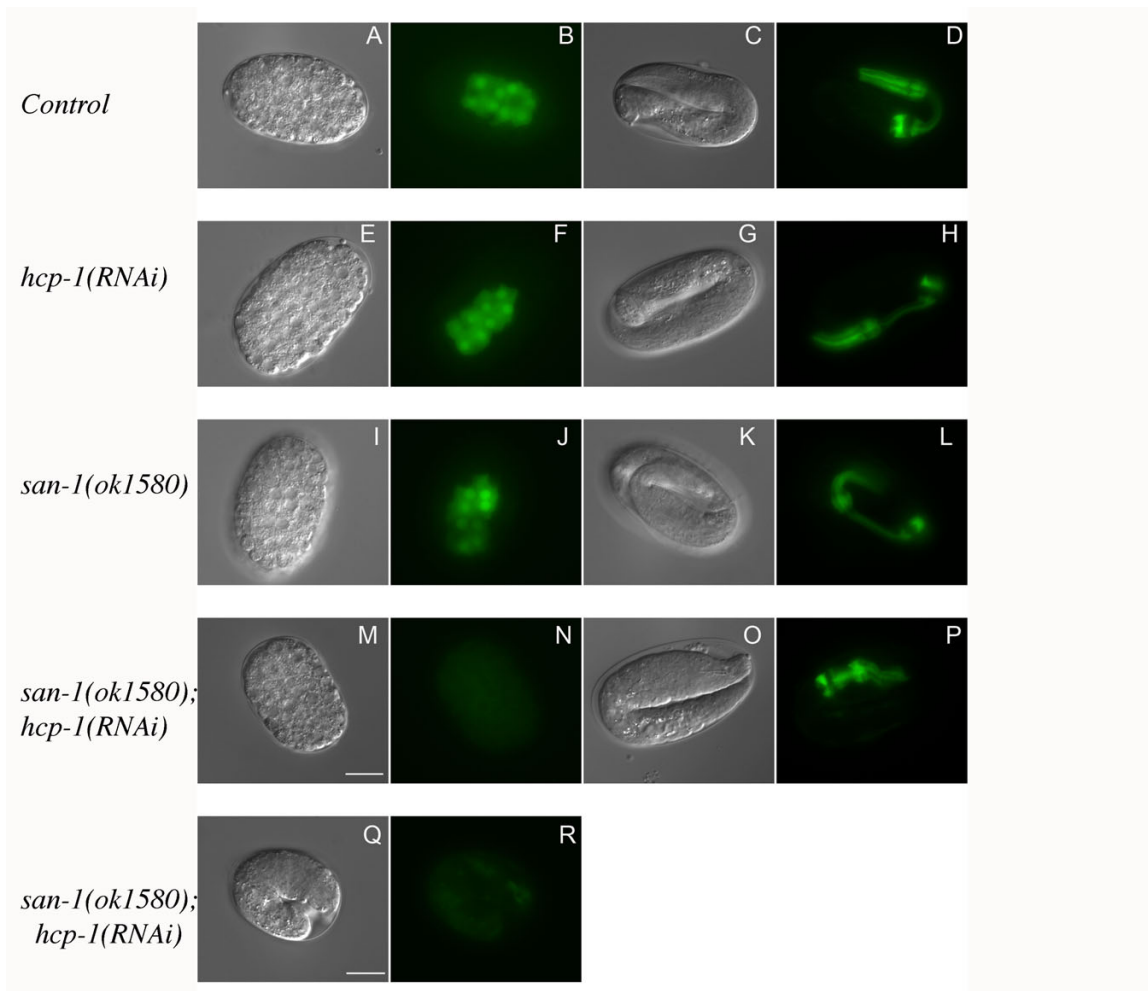 A B C D
Control
E F G H
hcp-1(RNAi)
I J K L
san-1(ok1580)
M N O P
san-1(ok1580);
hcp-1(RNAi)
Q R
san-1(ok1580);
hcp-1(RNAi)